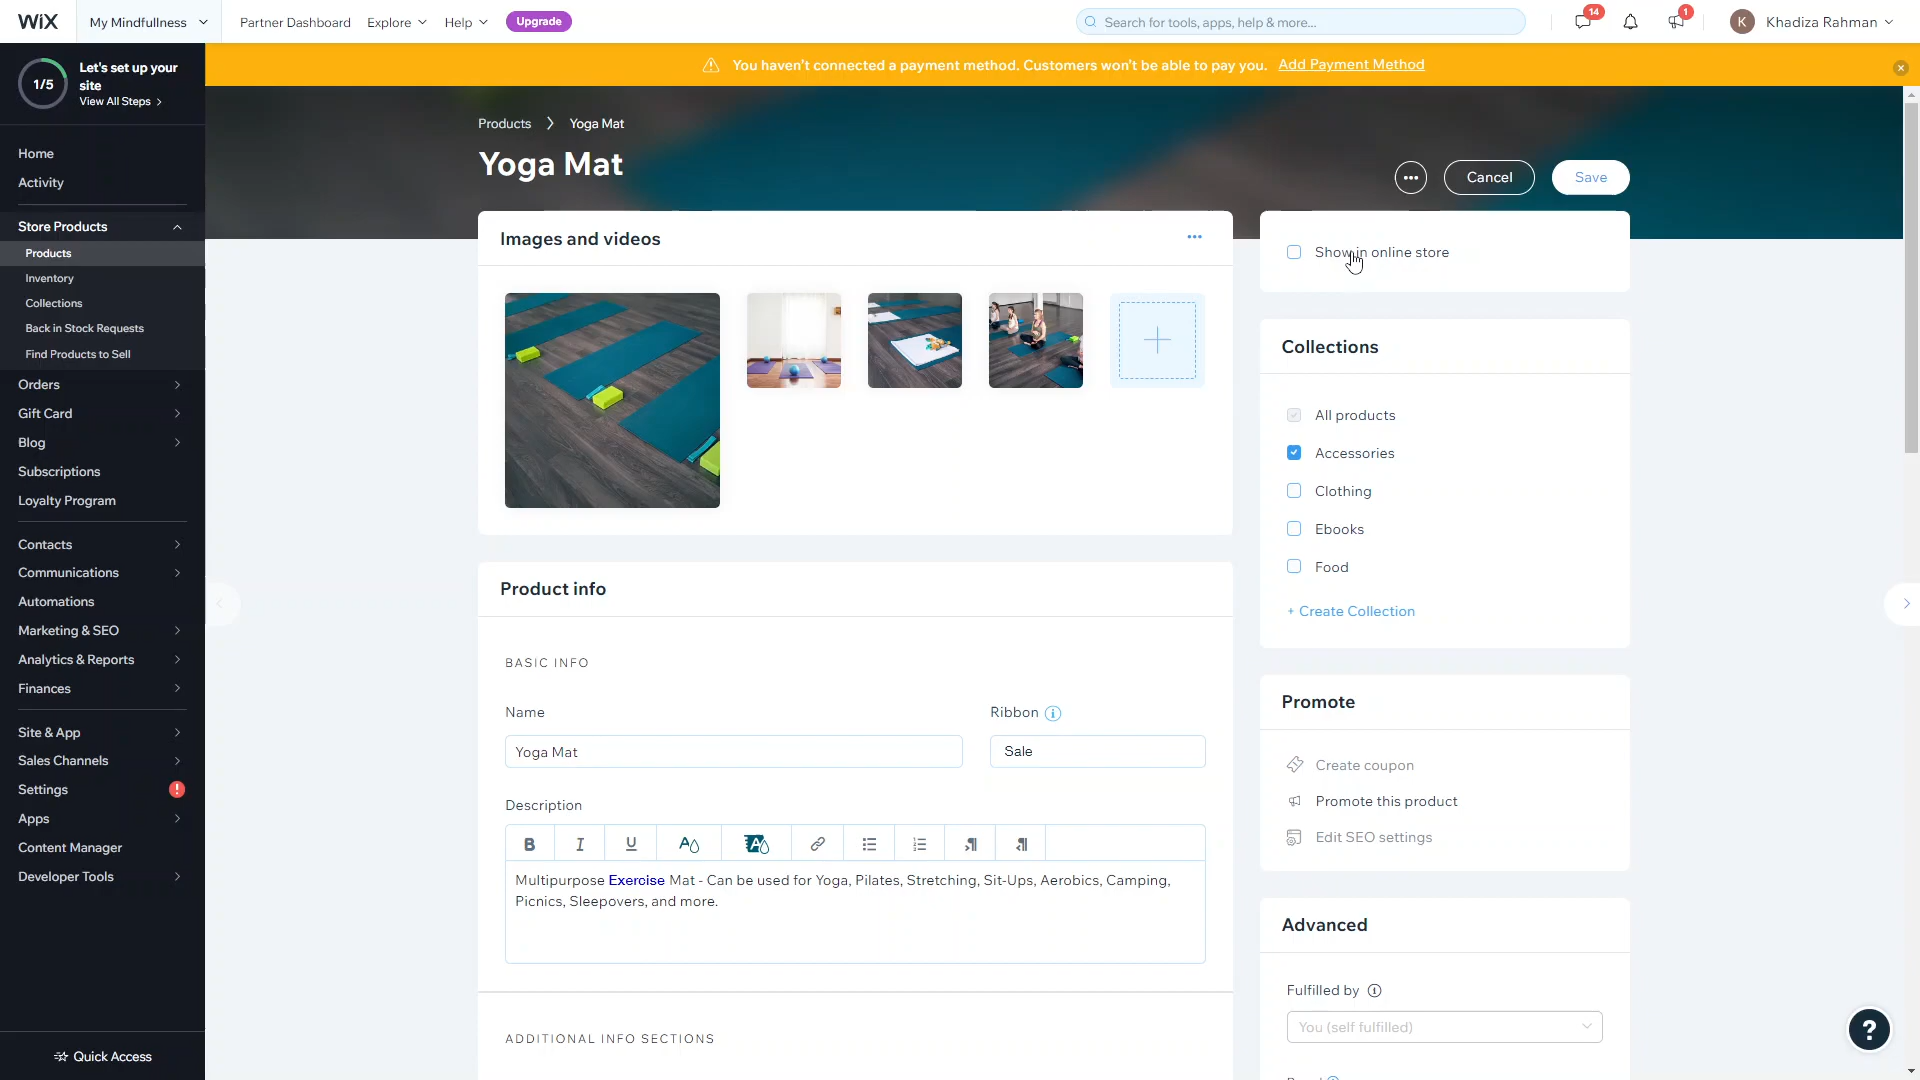 WiX
My Mindfullness
Partner Dashboard
Explore
Help
Upgrade
Search for tools, apps, help & more...
14
1
K
Khadiza Rahman
You haven't connected a payment method. Customers won't be able to pay you. Add Payment Method
1/5
Let's set up your
site
View All Steps
Home
Activity
Store Products
Products
Inventory
Collections
Back in Stock Requests
Find Products to Sell
Orders
Gift Card
Blog
Subscriptions
Loyalty Program
Contacts
Communications
Automations
Marketing & SEO
Analytics & Reports
Finances
Site & App
Sales Channels
Settings
!
Apps
Content Manager
Developer Tools
Quick Access
Products > Yoga Mat
Yoga Mat
Cancel
Save
Images and videos
Product info
BASIC INFO
Name
Ribbon
Yoga Mat
Sale
Description
B I U A A
Multipurpose Exercise Mat - Can be used for Yoga, Pilates, Stretching, Sit-Ups, Aerobics, Camping,
Picnics, Sleepovers, and more.
ADDITIONAL INFO SECTIONS
Show in online store
Collections
All products
Accessories
Clothing
Ebooks
Food
+ Create Collection
Promote
Create coupon
Promote this product
Edit SEO settings
Advanced
Fulfilled by
You (self fulfilled)
?